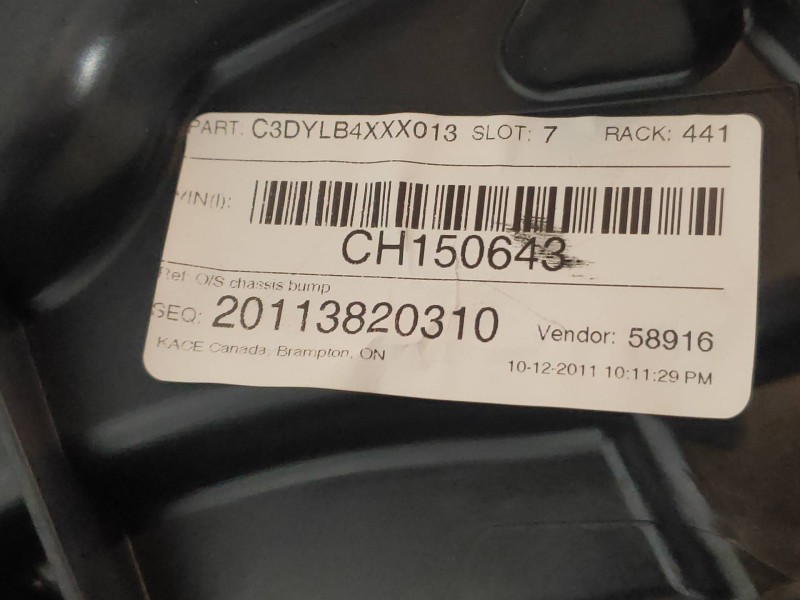 PART: C3DYLB4XXX013 SLOT: 7 RACK: 441
VIN(I):
CH150643
Ref: O/S chassis bump
SEQ: 20113820310 Vendor: 58916
KACE Canada, Brampton, ON
10-12-2011 10:11:29 PM